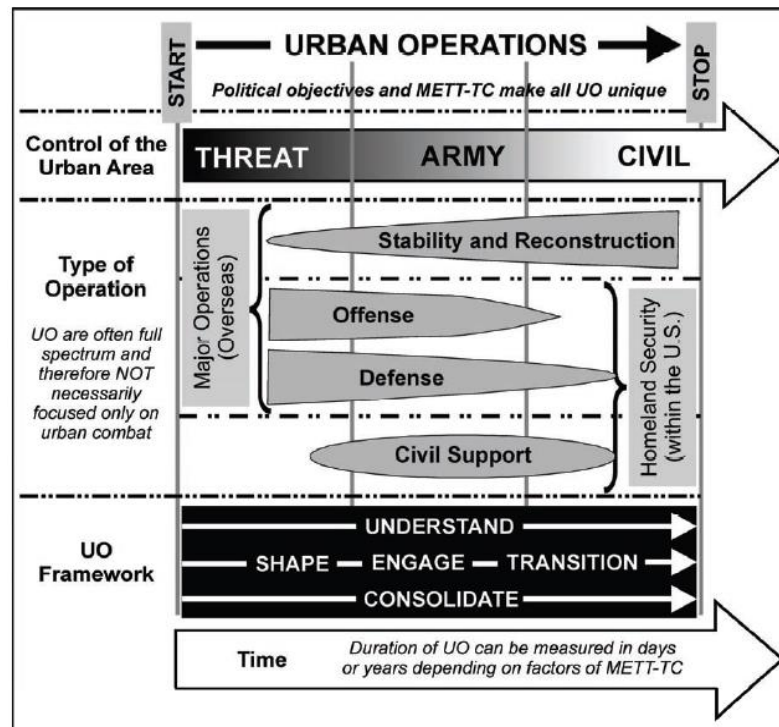 START
URBAN OPERATIONS
STOP
Political objectives and METT-TC make all UO unique
Control of the
Urban Area
THREAT
ARMY
CIVIL
Type of
Operation
UO are often full
spectrum and
therefore NOT
necessarily
focused only on
urban combat
Major Operations
(Overseas)
Stability and Reconstruction
Offense
Defense
Civil Support
Homeland Security
(within the U.S.)
UO
Framework
UNDERSTAND
SHAPE
ENGAGE
TRANSITION
CONSOLIDATE
Time
Duration of UO can be measured in days
or years depending on factors of METT-TC